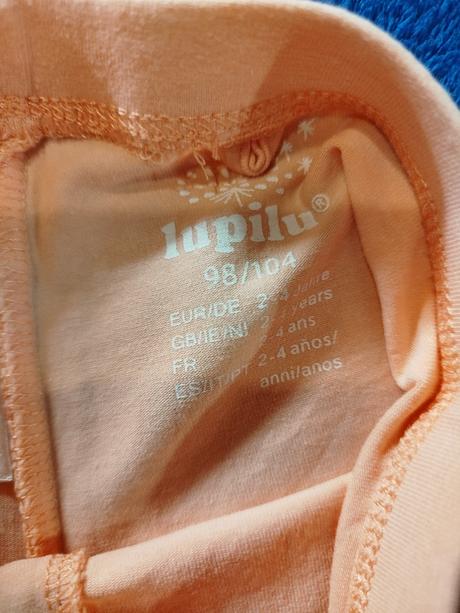 lupilu®
98/104
EUR/DE 2-4 Jahre
GB/IE/NI 2-4 years
FR 2-4 ans
ES/IT/PT 2-4 años/
anni/anos